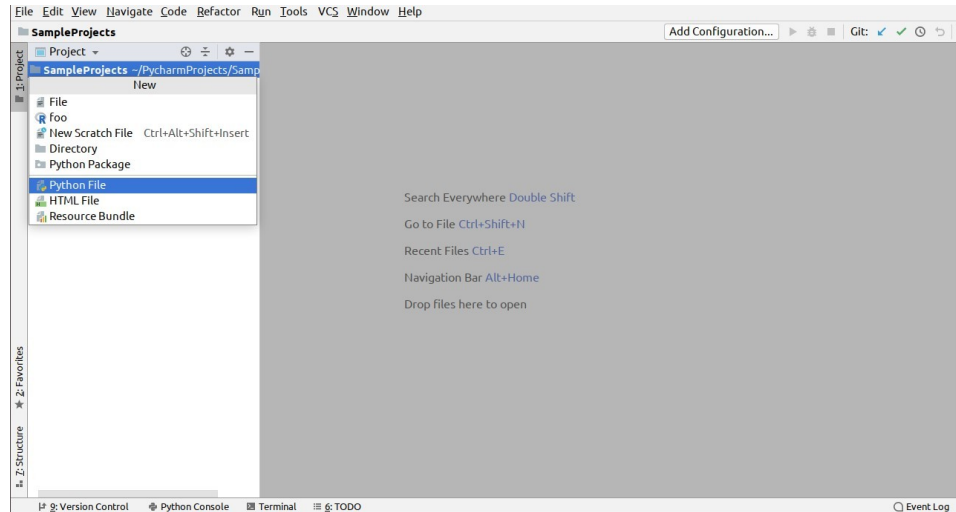 File Edit View Navigate Code Refactor Run Tools VCS Window Help
SampleProjects
Add Configuration...
Git:
1: Project
Project
SampleProjects ~/PycharmProjects/Samp
New
File
foo
New Scratch File Ctrl+Alt+Shift+Insert
Directory
Python Package
Python File
HTML File
Resource Bundle
Search Everywhere Double Shift
Go to File Ctrl+Shift+N
Recent Files Ctrl+E
Navigation Bar Alt+Home
Drop files here to open
2: Favorites
7: Structure
9: Version Control Python Console Terminal 6: TODO Event Log